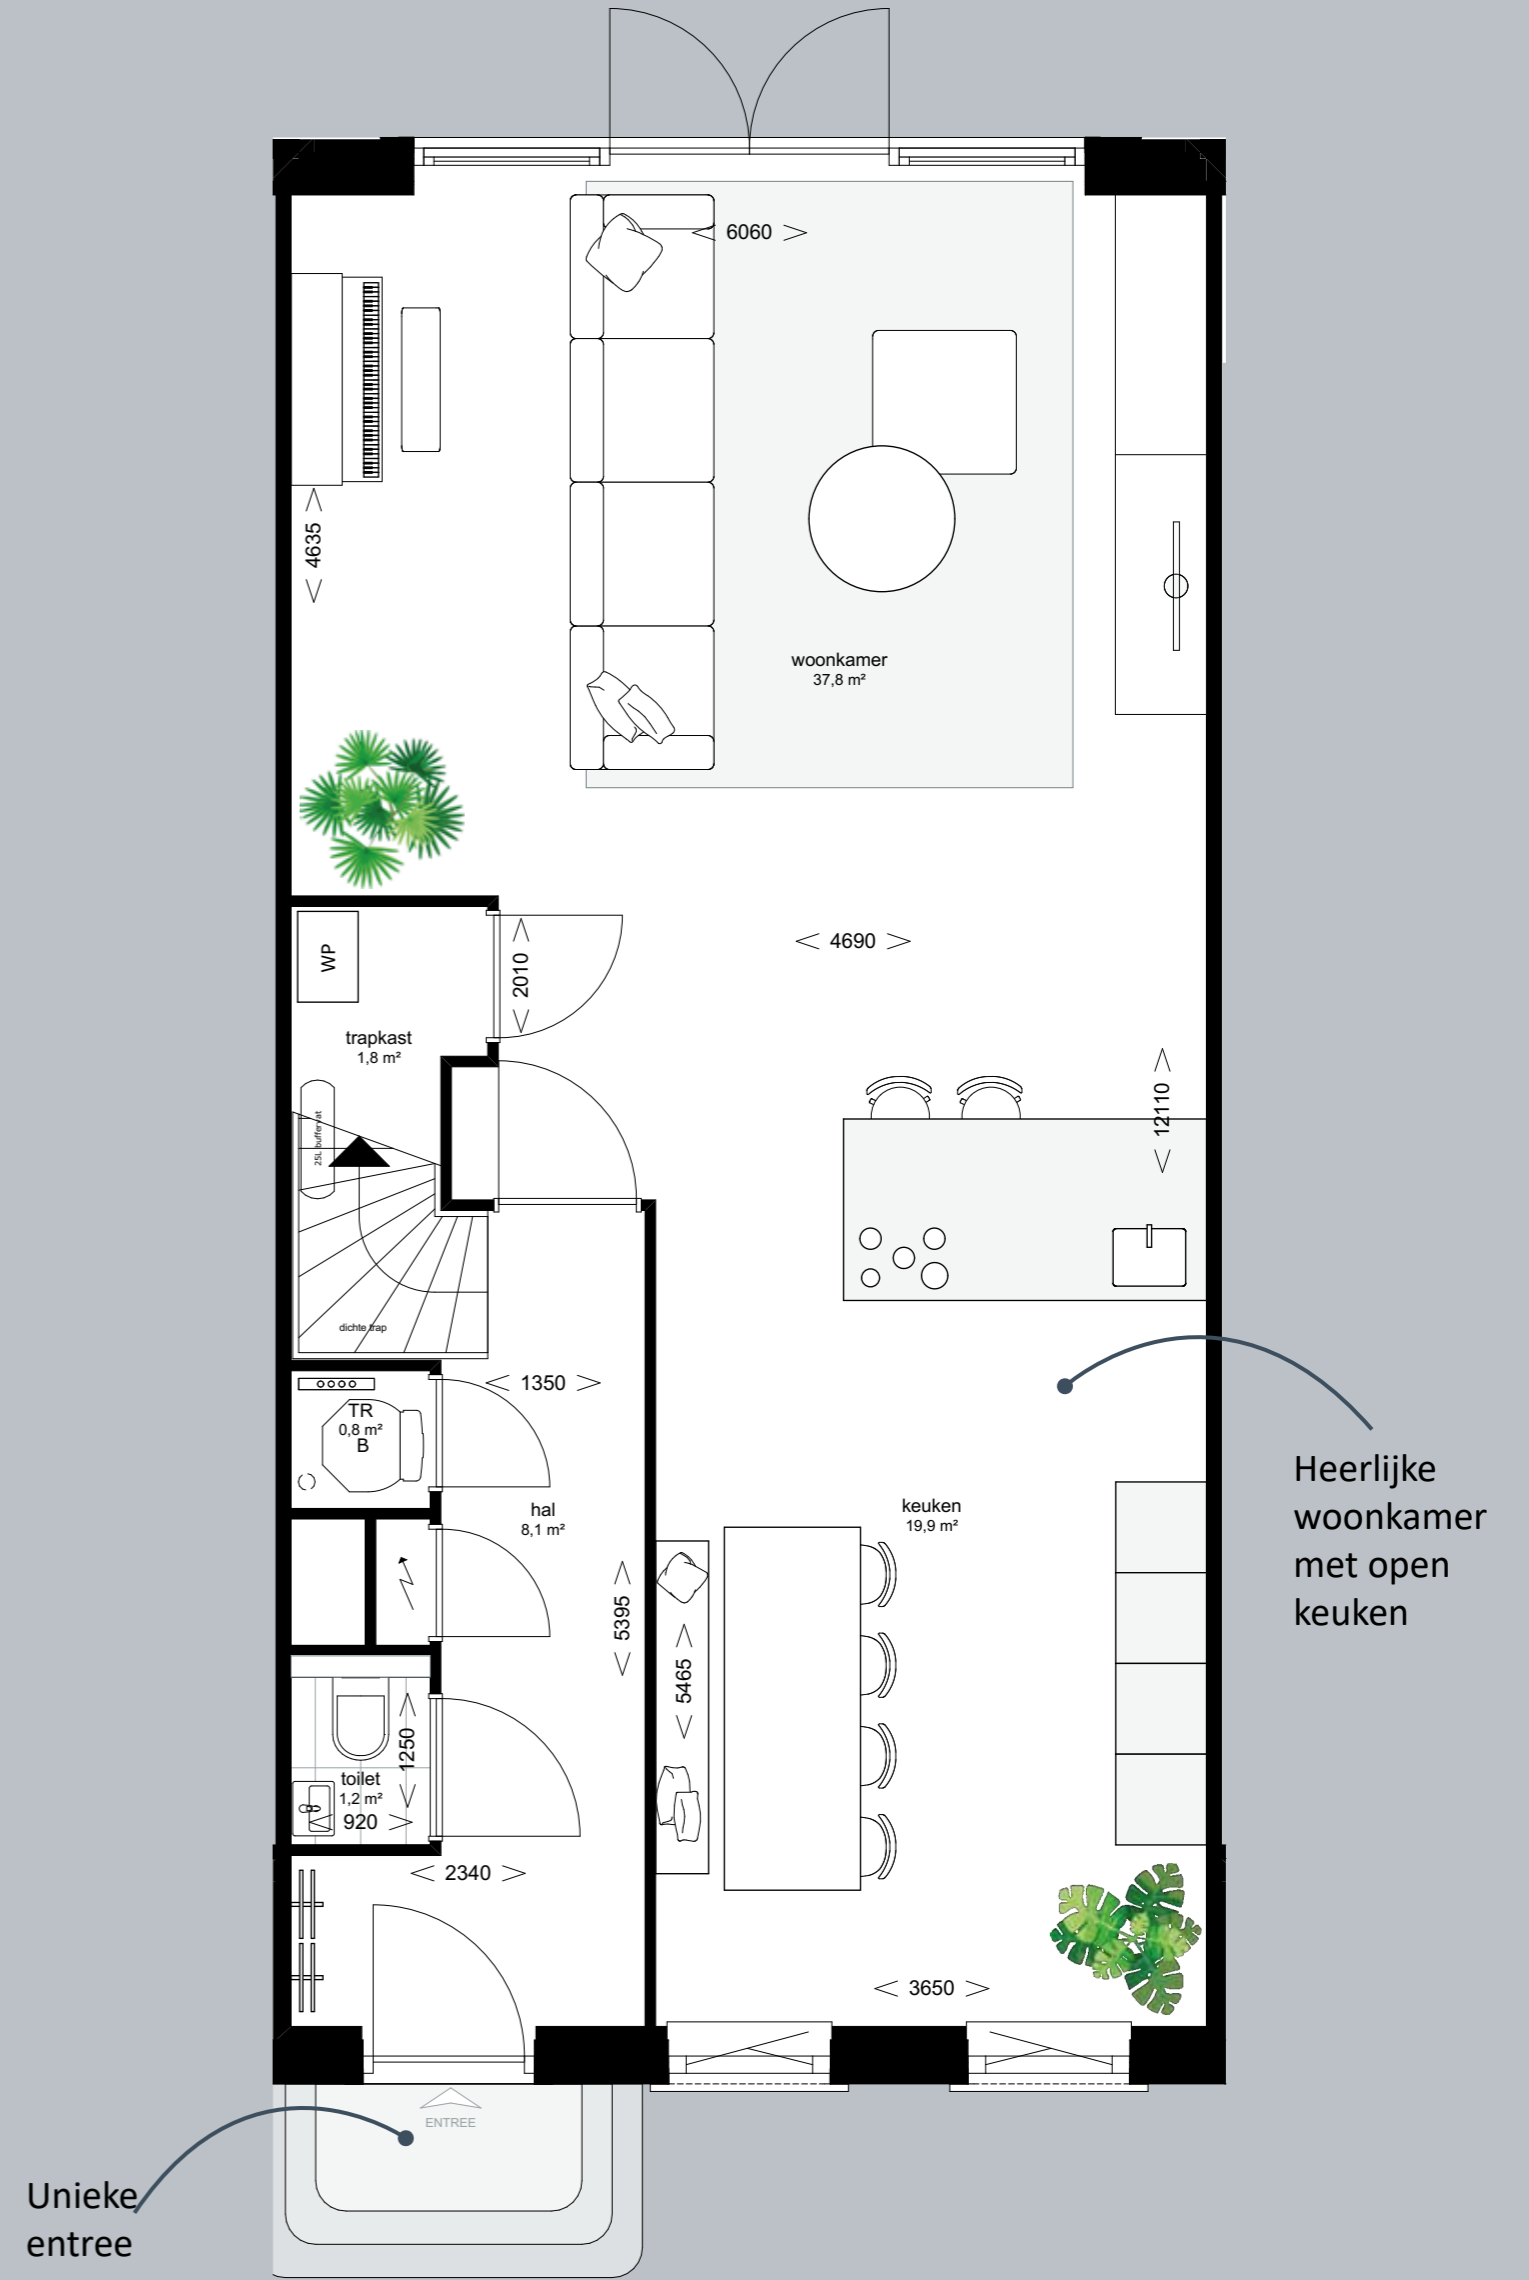 6060
4635
woonkamer
37,8 m²
WP
2010
4690
trapkast
1,8 m²
12110
25L buffervat
dichte trap
1350
TR
0,8 m²
B
hal
8,1 m²
keuken
19,9 m²
Heerlijke
woonkamer
met open
keuken
5395
5465
1250
toilet
1,2 m²
920
2340
3650
ENTREE
Unieke
entree